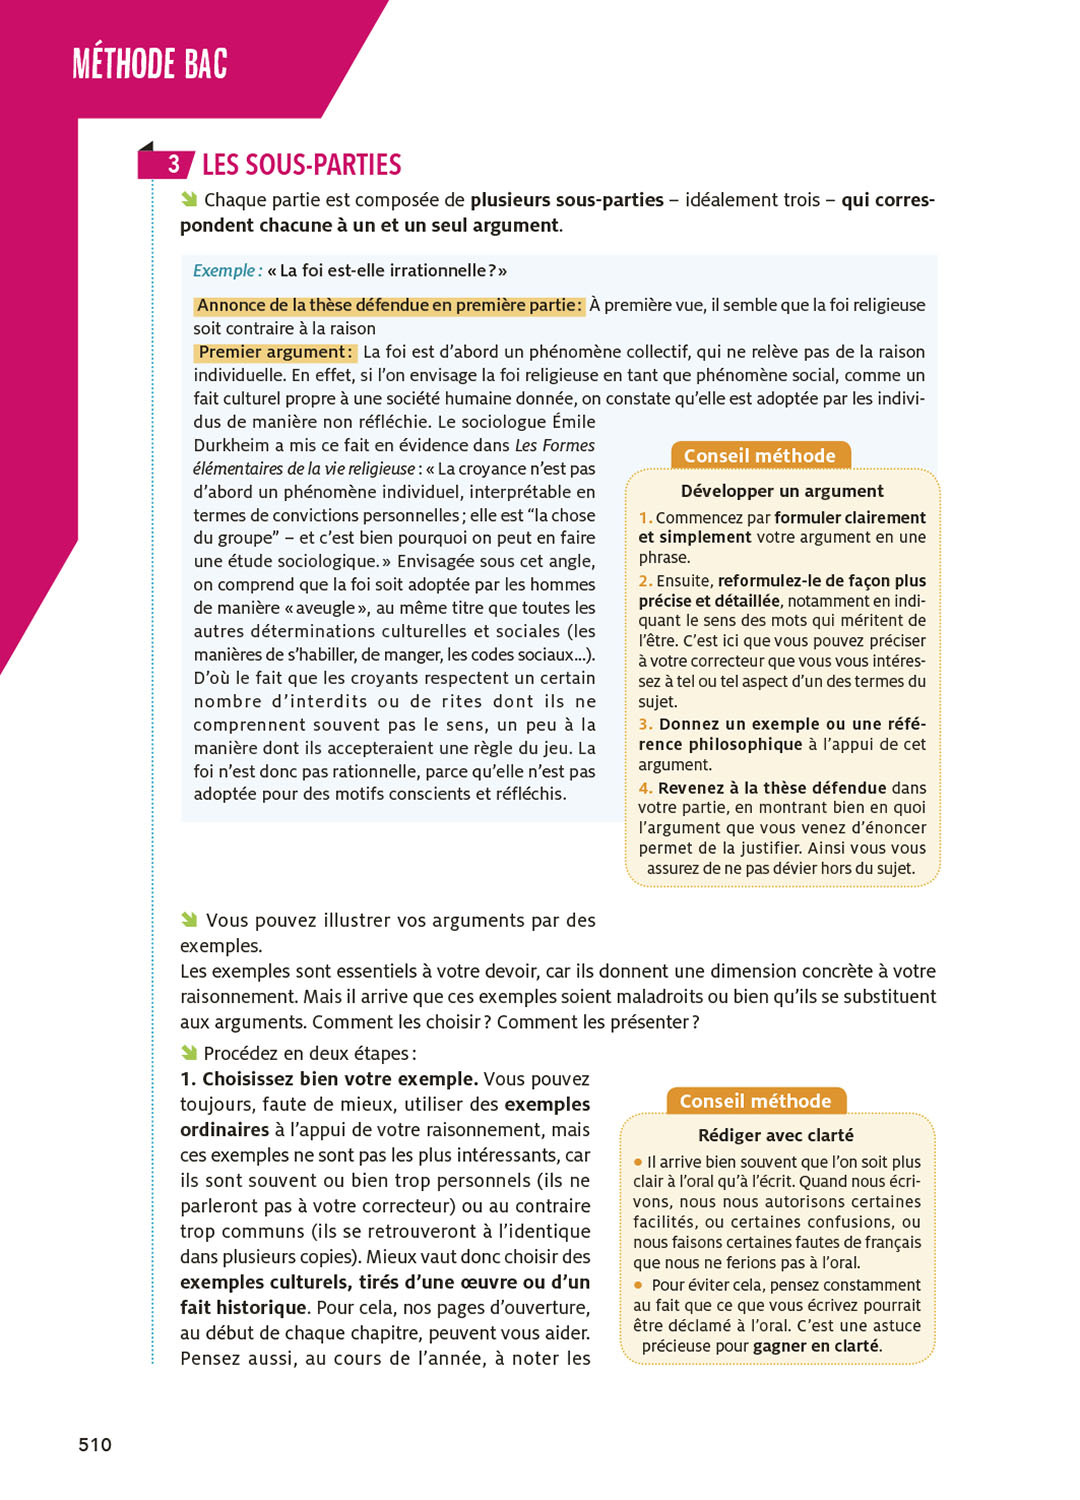 MÉTHODE BAC
3 LES SOUS-PARTIES
Chaque partie est composée de plusieurs sous-parties – idéalement trois – qui corres-
pondent chacune à un et un seul argument.
Exemple : « La foi est-elle irrationnelle ? »
Annonce de la thèse défendue en première partie : À première vue, il semble que la foi religieuse
soit contraire à la raison
Premier argument : La foi est d’abord un phénomène collectif, qui ne relève pas de la raison
individuelle. En effet, si l’on envisage la foi religieuse en tant que phénomène social, comme un
fait culturel propre à une société humaine donnée, on constate qu’elle est adoptée par les indivi-
dus de manière non réfléchie. Le sociologue Émile
Durkheim a mis ce fait en évidence dans Les Formes
élémentaires de la vie religieuse : « La croyance n’est pas
d’abord un phénomène individuel, interprétable en
termes de convictions personnelles ; elle est “la chose
du groupe” – et c’est bien pourquoi on peut en faire
une étude sociologique. » Envisagée sous cet angle,
on comprend que la foi soit adoptée par les hommes
de manière « aveugle », au même titre que toutes les
autres déterminations culturelles et sociales (les
manières de s’habiller, de manger, les codes sociaux...).
D’où le fait que les croyants respectent un certain
nombre d’interdits ou de rites dont ils ne
comprennent souvent pas le sens, un peu à la
manière dont ils accepteraient une règle du jeu. La
foi n’est donc pas rationnelle, parce qu’elle n’est pas
adoptée pour des motifs conscients et réfléchis.
Conseil méthode
Développer un argument
1. Commencez par formuler clairement
et simplement votre argument en une
phrase.
2. Ensuite, reformulez-le de façon plus
précise et détaillée, notamment en indi-
quant le sens des mots qui méritent de
l’être. C’est ici que vous pouvez préciser
à votre correcteur que vous vous intéres-
sez à tel ou tel aspect d’un des termes du
sujet.
3. Donnez un exemple ou une réfé-
rence philosophique à l’appui de cet
argument.
4. Revenez à la thèse défendue dans
votre partie, en montrant bien en quoi
l’argument que vous venez d’énoncer
permet de la justifier. Ainsi vous vous
assurez de ne pas dévier hors du sujet.
Vous pouvez illustrer vos arguments par des
exemples.
Les exemples sont essentiels à votre devoir, car ils donnent une dimension concrète à votre
raisonnement. Mais il arrive que ces exemples soient maladroits ou bien qu’ils se substituent
aux arguments. Comment les choisir ? Comment les présenter ?
Procédez en deux étapes :
1. Choisissez bien votre exemple. Vous pouvez
toujours, faute de mieux, utiliser des exemples
ordinaires à l’appui de votre raisonnement, mais
ces exemples ne sont pas les plus intéressants, car
ils sont souvent ou bien trop personnels (ils ne
parleront pas à votre correcteur) ou au contraire
trop communs (ils se retrouveront à l’identique
dans plusieurs copies). Mieux vaut donc choisir des
exemples culturels, tirés d’une œuvre ou d’un
fait historique. Pour cela, nos pages d’ouverture,
au début de chaque chapitre, peuvent vous aider.
Pensez aussi, au cours de l’année, à noter les
Conseil méthode
Rédiger avec clarté
• Il arrive bien souvent que l’on soit plus
clair à l’oral qu’à l’écrit. Quand nous écri-
vons, nous nous autorisons certaines
facilités, ou certaines confusions, ou
nous faisons certaines fautes de français
que nous ne ferions pas à l’oral.
• Pour éviter cela, pensez constamment
au fait que ce que vous écrivez pourrait
être déclamé à l’oral. C’est une astuce
précieuse pour gagner en clarté.
510